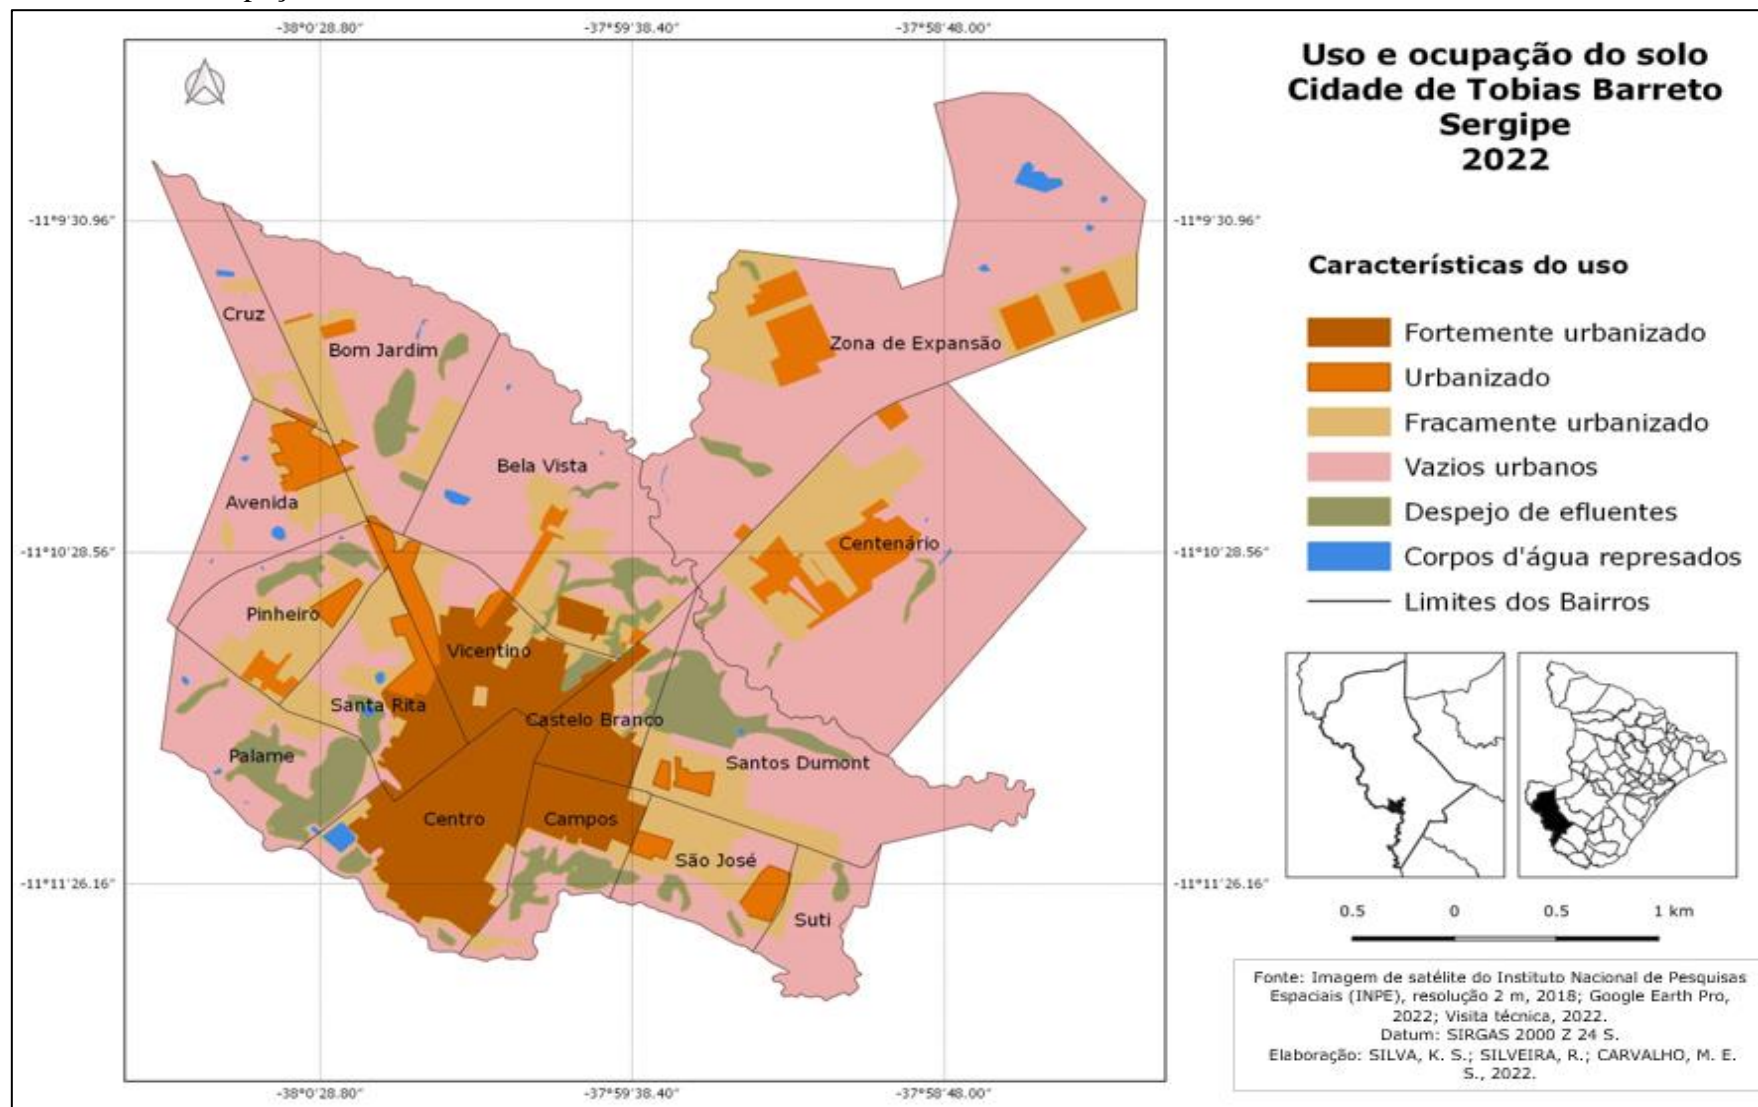 -38°0'28.80"
-37°59'38.40"
-37°58'48.00"
Uso e ocupação do solo
Cidade de Tobias Barreto
Sergipe
2022
-11°9'30.96"
-11°9'30.96"
Características do uso
Fortemente urbanizado
Urbanizado
Fracamente urbanizado
Vazios urbanos
Despejo de efluentes
Corpos d'água represados
Limites dos Bairros
Cruz
Bom Jardim
Zona de Expansão
Bela Vista
Avenida
Centenário
-11°10'28.56"
-11°10'28.56"
Pinheiro
Vicentino
Santa Rita
Castelo Branco
Palame
Santos Dumont
Centro
Campos
São José
Suti
-11°11'26.16"
-11°11'26.16"
0.5 0 0.5 1 km
Fonte: Imagem de satélite do Instituto Nacional de Pesquisas
Espaciais (INPE), resolução 2 m, 2018; Google Earth Pro,
2022; Visita técnica, 2022.
Datum: SIRGAS 2000 Z 24 S.
Elaboração: SILVA, K. S.; SILVEIRA, R.; CARVALHO, M. E.
S., 2022.
-38°0'28.80"
-37°59'38.40"
-37°58'48.00"